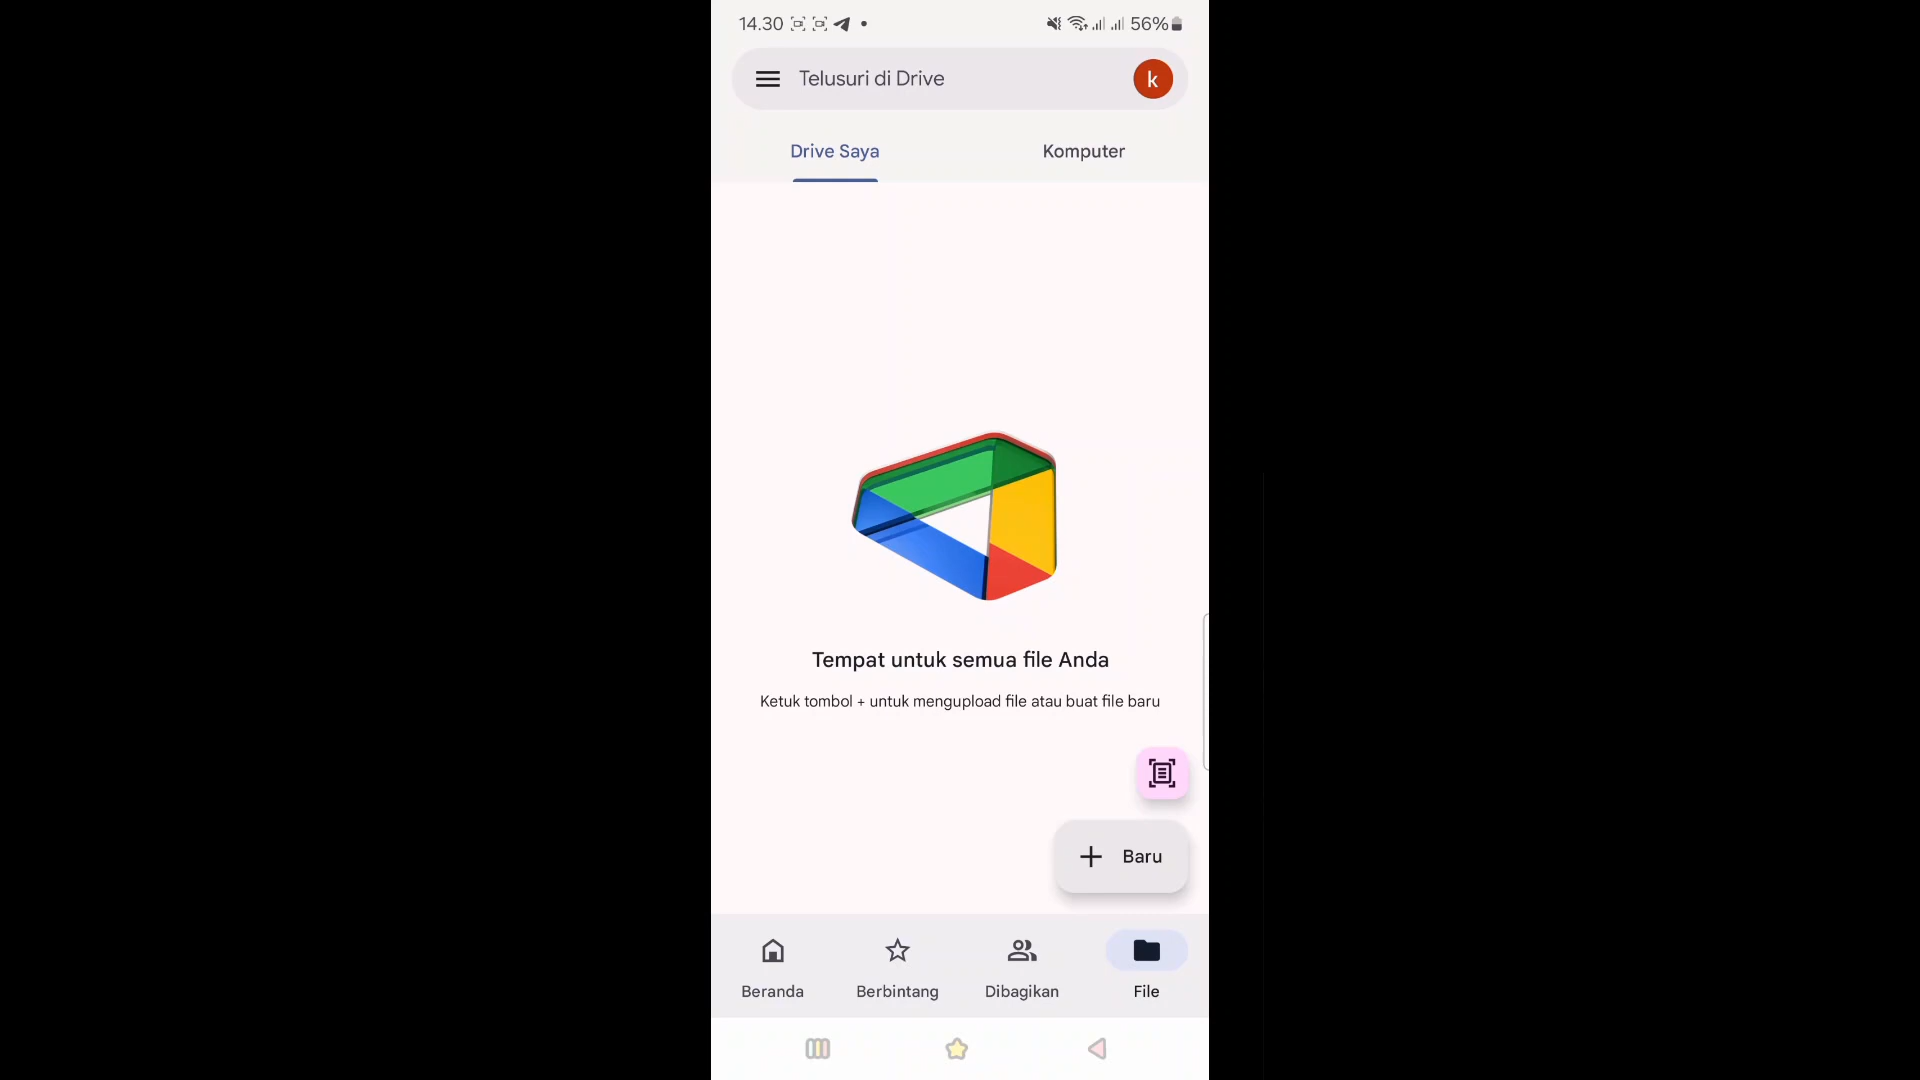 14.30 56%
Telusuri di Drive k
Drive Saya Komputer
Tempat untuk semua file Anda
Ketuk tombol + untuk mengupload file atau buat file baru
+ Baru
Beranda Berbintang Dibagikan File